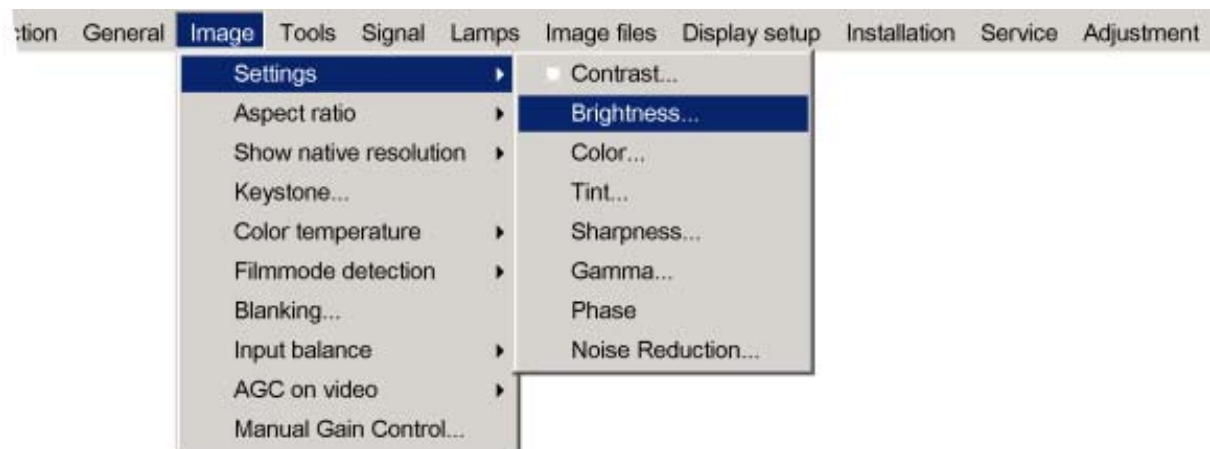 ction General Image Tools Signal Lamps Image files Display setup Installation Service Adjustment
Settings
Aspect ratio
Show native resolution
Keystone...
Color temperature
Filmmode detection
Blanking...
Input balance
AGC on video
Manual Gain Control...
Contrast...
Brightness...
Color...
Tint...
Sharpness...
Gamma...
Phase
Noise Reduction...